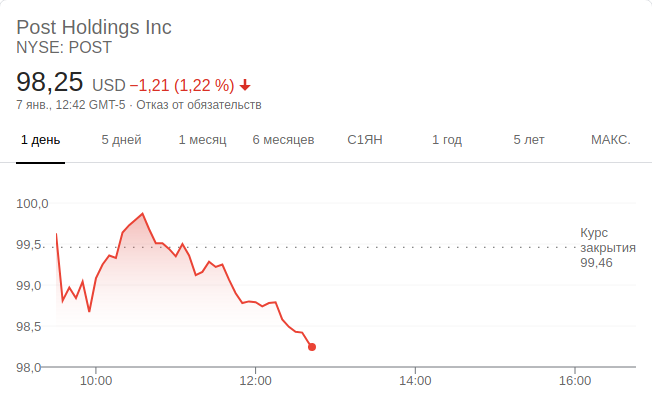 Post Holdings Inc
NYSE: POST
98,25 USD −1,21 (1,22 %)
7 янв., 12:42 GMT-5 · Отказ от обязательств
1 день 5 дней 1 месяц 6 месяцев С1ЯН 1 год 5 лет МАКС.
100,0
99,5
99,0
98,5
98,0
Курс
закрытия
99,46
10:00 12:00 14:00 16:00